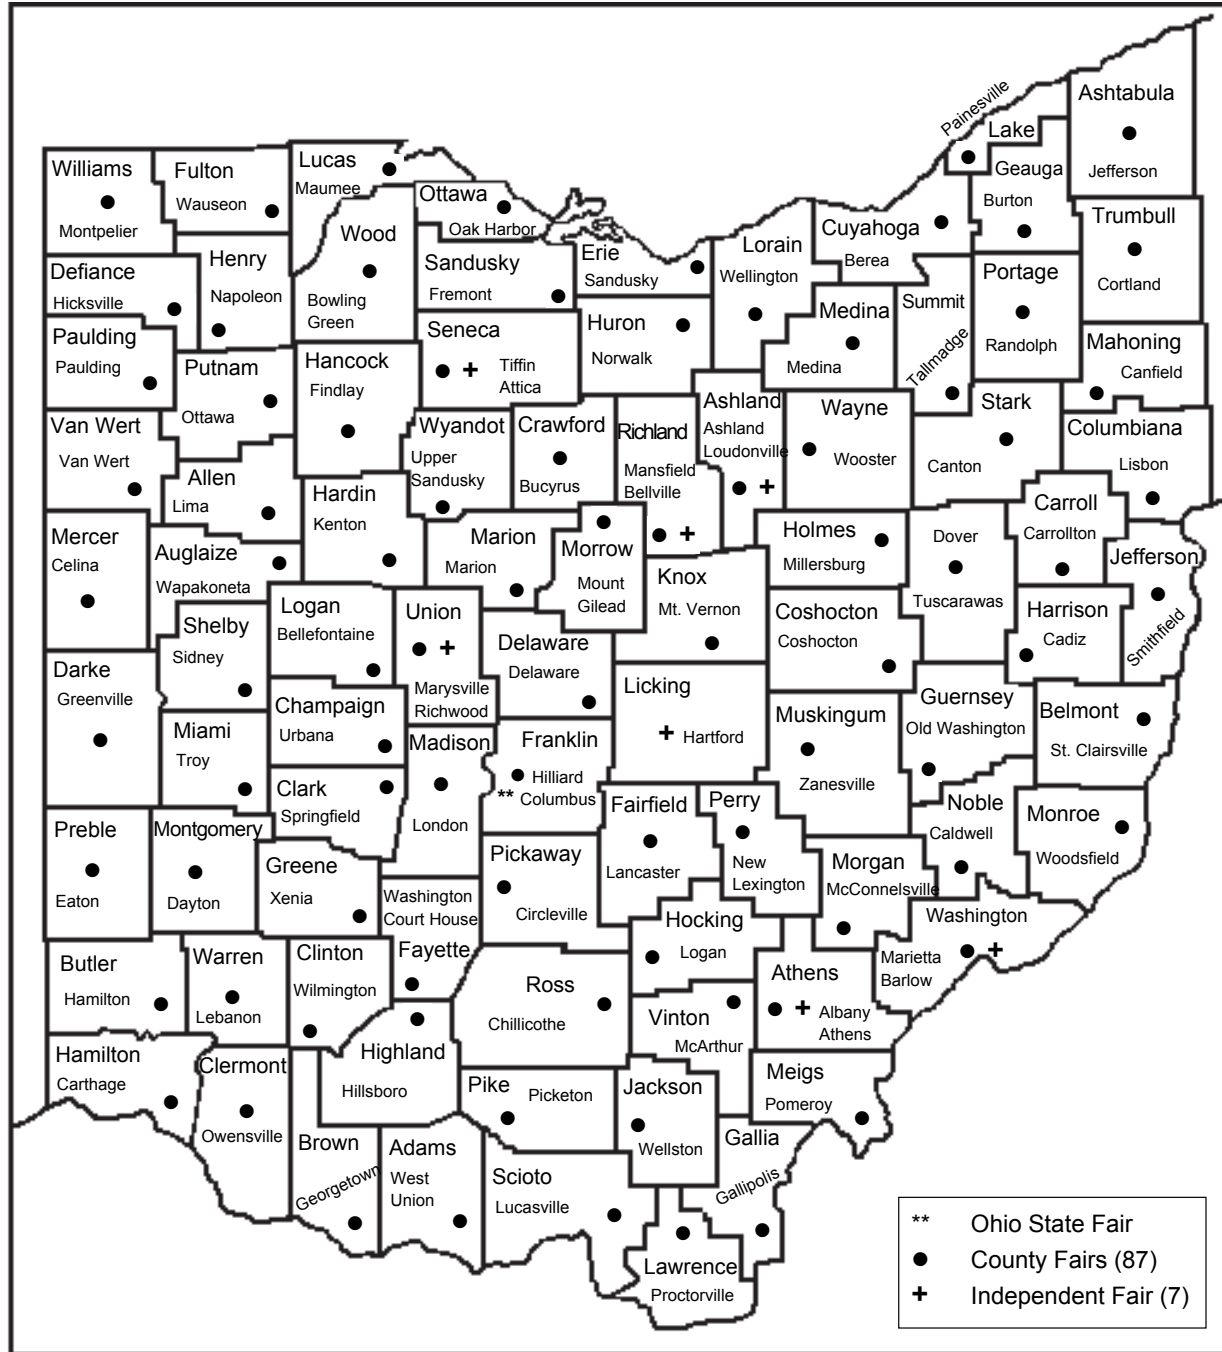 Painesville
Ashtabula
Lake
Jefferson
Geauga
Burton
Williams
Montpelier
Fulton
Wauseon
Lucas
Maumee
Ottawa
Oak Harbor
Wood
Bowling
Green
Henry
Napoleon
Defiance
Hicksville
Sandusky
Fremont
Erie
Sandusky
Lorain
Wellington
Cuyahoga
Berea
Trumbull
Cortland
Portage
Randolph
Summit
Tallmadge
Medina
Medina
Mahoning
Canfield
Paulding
Paulding
Putnam
Ottawa
Hancock
Findlay
Seneca
Tiffin
Attica
Huron
Norwalk
Ashland
Ashland
Loudonville
Wayne
Wooster
Stark
Canton
Columbiana
Lisbon
Van Wert
Van Wert
Allen
Lima
Hardin
Kenton
Wyandot
Upper
Sandusky
Crawford
Bucyrus
Richland
Mansfield
Bellville
Carroll
Carrollton
Mercer
Celina
Auglaize
Wapakoneta
Marion
Marion
Morrow
Mount
Gilead
Knox
Mt. Vernon
Holmes
Millersburg
Dover
Tuscarawas
Jefferson
Smithfield
Harrison
Cadiz
Shelby
Sidney
Logan
Bellefontaine
Union
Marysville
Richwood
Delaware
Delaware
Coshocton
Coshocton
Darke
Greenville
Miami
Troy
Champaign
Urbana
Licking
Hartford
Muskingum
Zanesville
Guernsey
Old Washington
Belmont
St. Clairsville
Clark
Springfield
Madison
London
Franklin
Hilliard
** Columbus
Fairfield
Lancaster
Perry
New
Lexington
Noble
Caldwell
Monroe
Woodsfield
Preble
Eaton
Montgomery
Dayton
Greene
Xenia
Washington
Court House
Fayette
Pickaway
Circleville
Hocking
Logan
Morgan
McConnelsville
Washington
Marietta
Barlow
Butler
Hamilton
Warren
Lebanon
Clinton
Wilmington
Ross
Chillicothe
Vinton
McArthur
Athens
Albany
Athens
Hamilton
Carthage
Clermont
Owensville
Highland
Hillsboro
Pike
Picketon
Jackson
Wellston
Meigs
Pomeroy
Brown
Georgetown
Adams
West
Union
Scioto
Lucasville
Gallia
Gallipolis
Lawrence
Proctorville
** Ohio State Fair
● County Fairs (87)
+ Independent Fair (7)